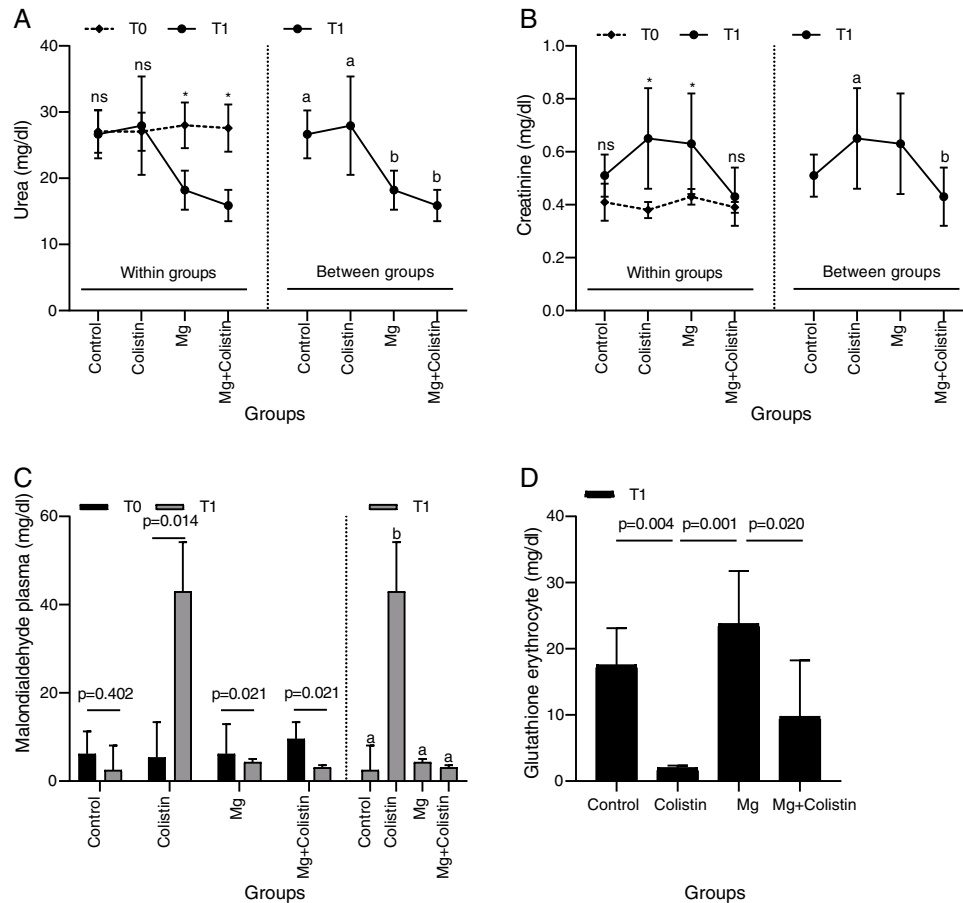 A
T0 T1 T1
Urea (mg/dl)
40
30
20
10
0
ns
ns
*
*
a
a
b
b
Within groups
Between groups
Control
Colistin
Mg
Mg+Colistin
Control
Colistin
Mg
Mg+Colistin
Groups
B
T0 T1 T1
Creatinine (mg/dl)
1.0
0.8
0.6
0.4
0.2
0.0
ns
*
*
ns
a
b
Within groups
Between groups
Control
Colistin
Mg
Mg+Colistin
Control
Colistin
Mg
Mg+Colistin
Groups
C
T0 T1 T1
Malondialdehyde plasma (mg/dl)
60
40
20
0
p=0.402
p=0.014
p=0.021
p=0.021
a
b
a
a
Control
Colistin
Mg
Mg+Colistin
Control
Colistin
Mg
Mg+Colistin
Groups
D
T1
Glutathione erythrocyte (mg/dl)
40
30
20
10
0
p=0.004 p=0.001 p=0.020
Control Colistin Mg Mg+Colistin
Groups